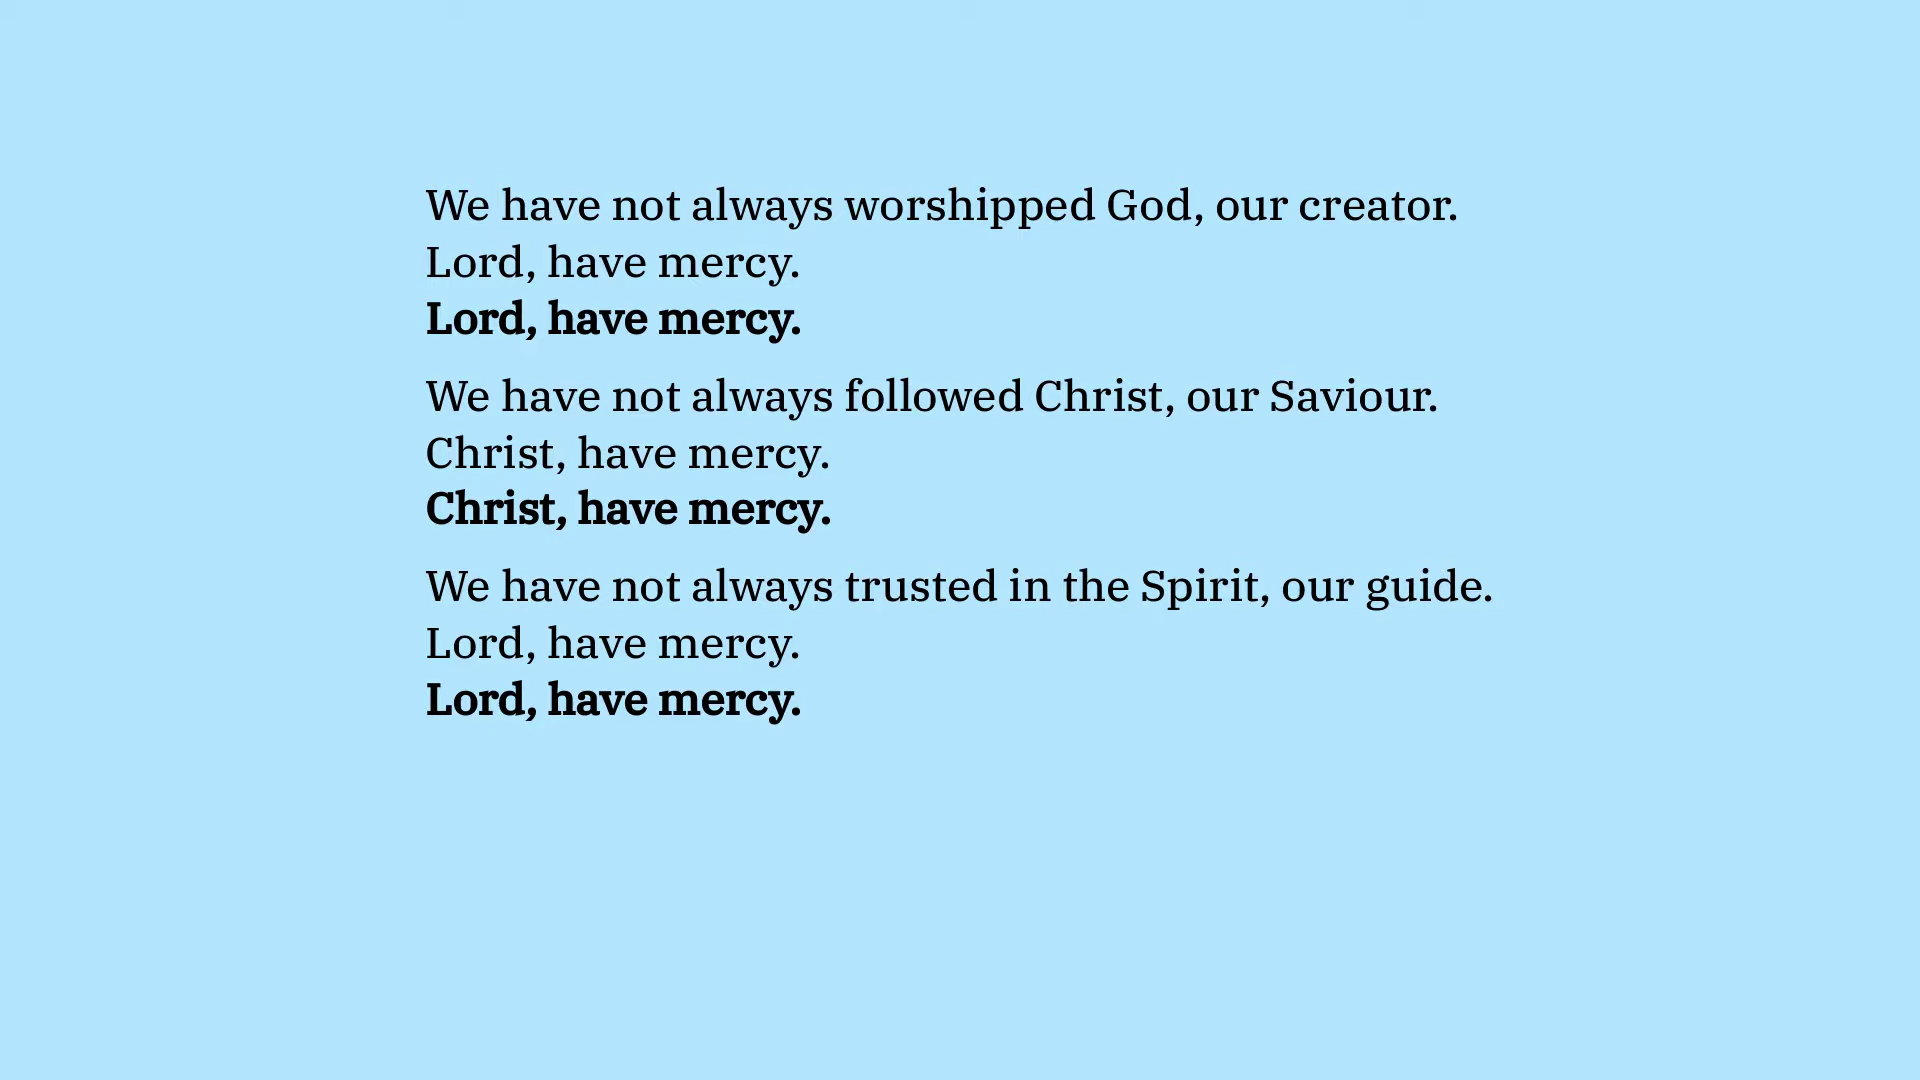 We have not always worshipped God, our creator.
Lord, have mercy.
Lord, have mercy.
We have not always followed Christ, our Saviour.
Christ, have mercy.
Christ, have mercy.
We have not always trusted in the Spirit, our guide.
Lord, have mercy.
Lord, have mercy.